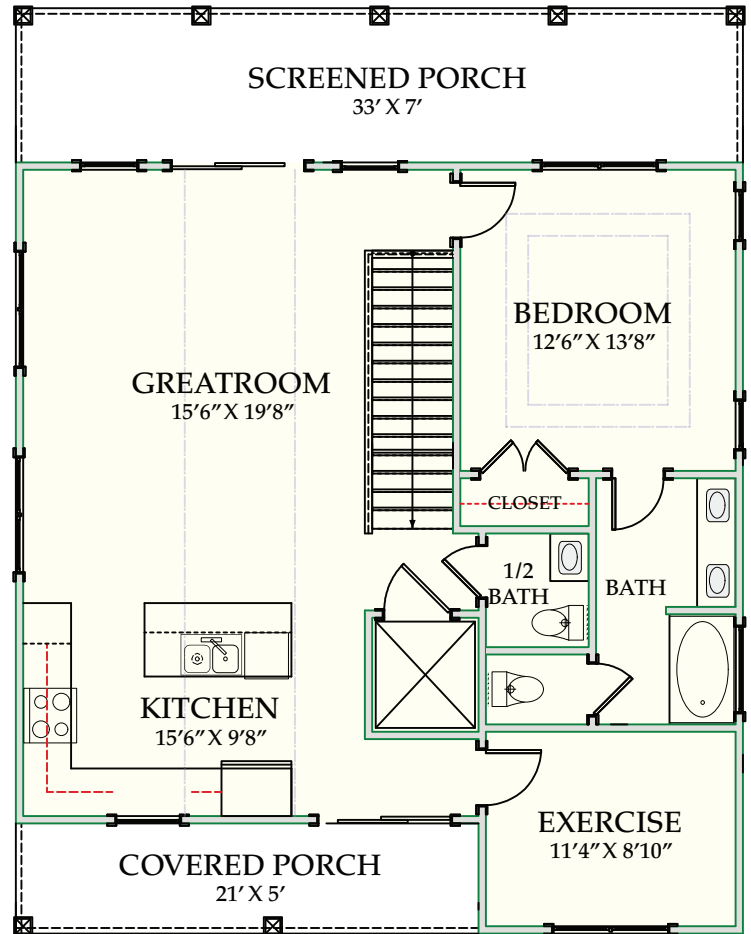 SCREENED PORCH
33′ X 7′
BEDROOM
12′6″ X 13′8″
GREATROOM
15′6″ X 19′8″
CLOSET
1/2
BATH
BATH
KITCHEN
15′6″ X 9′8″
EXERCISE
11′4″ X 8′10″
COVERED PORCH
21′ X 5′